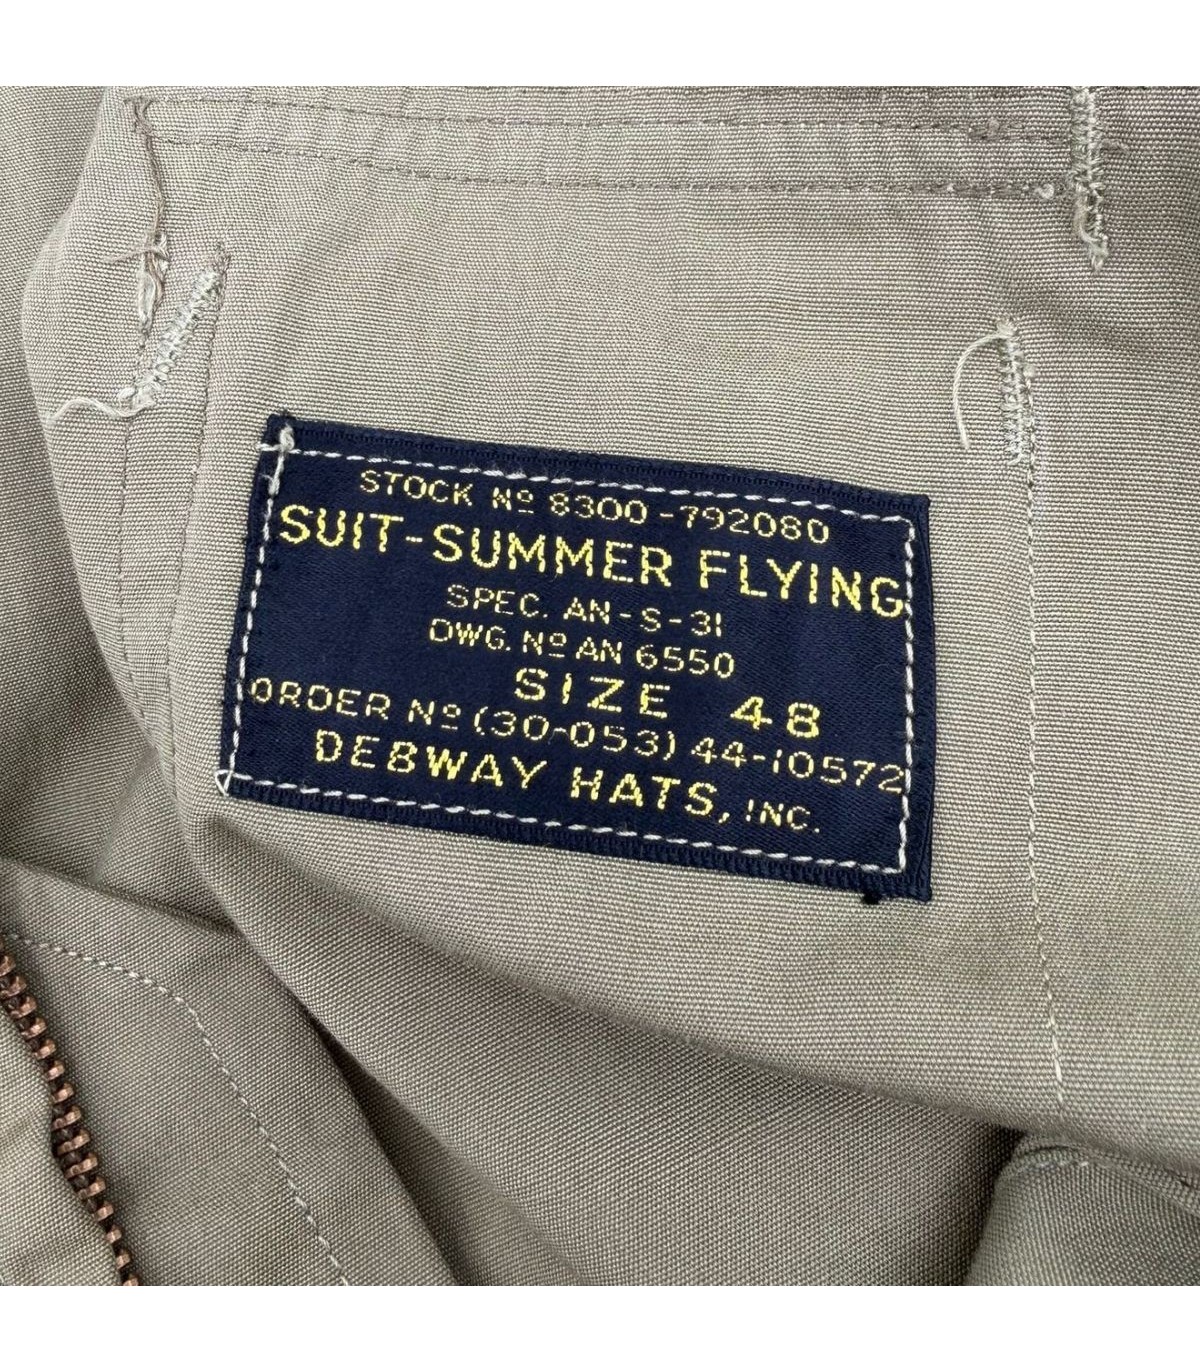 STOCK Nº 8300-792080
SUIT-SUMMER FLYING
SPEC. AN-S-31
DWG. Nº AN 6550
SIZE 48
ORDER Nº (30-053) 44-10572
DEBWAY HATS, INC.